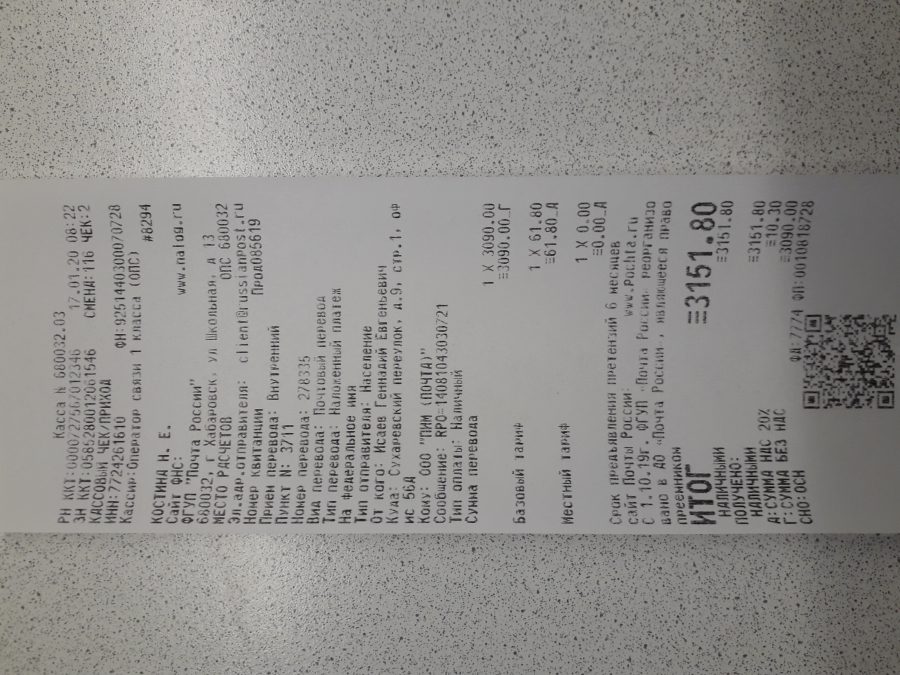 Касса № 680032.03
РН ККТ:0000/27567012346 17.01.20 08:22
ЗН ККТ:05852800120­61546 СМЕНА:116 ЧЕК:2
КАССОВЫЙ ЧЕК/ПРИХОД
ИНН:7724261610 ФН:9251440300070728
Кассир:Оператор связи 1 класса (ОПС)
#8294
КОСТИНА Н. Е.
Сайт ФНС: www.nalog.ru
ФГУП "Почта России"
680032, г Хабаровск, ул Школьная, д 13
МЕСТО РАСЧЕТОВ ОПС 680032
Эл.адр.отправителя: client@russianpost.ru
Номер квитанции Прод085619
Прием перевода: Внутренний
Пункт N: 3711
Номер перевода: 278335
Вид перевода: Почтовый перевод
Тип перевода: Наложенный платеж
На федеральное имя
Тип отправителя: Население
От кого: Исаев Геннадий Евгеньевич
Куда: Сухаревский переулок, д.9, стр.1, оф
ис 56А
Кому: ООО "ПИМ (ПОЧТА)"
Сообщение: RPO=14081043030721
Тип оплаты: Наличный
Сумма перевода
1 X 3090.00
≡3090.00_Г
Базовый тариф
1 X 61.80
≡61.80_А
Местный тариф
1 X 0.00
≡0.00_А
Срок предъявления претензий 6 месяцев
сайт Почты России: www.Pochta.ru
С 1.10.19г. ФГУП «Почта России» реорганизо
вано в АО «Почта России», являющееся право
преемником
ИТОГ ≡3151.80
НАЛИЧНЫМИ ≡3151.80
ПОЛУЧЕНО:
НАЛИЧНЫМИ ≡3151.80
А:СУММА НДС 20% ≡10.30
Г:СУММА БЕЗ НДС ≡3090.00
СНО:ОСН ФД:7774 ФП:0010818728